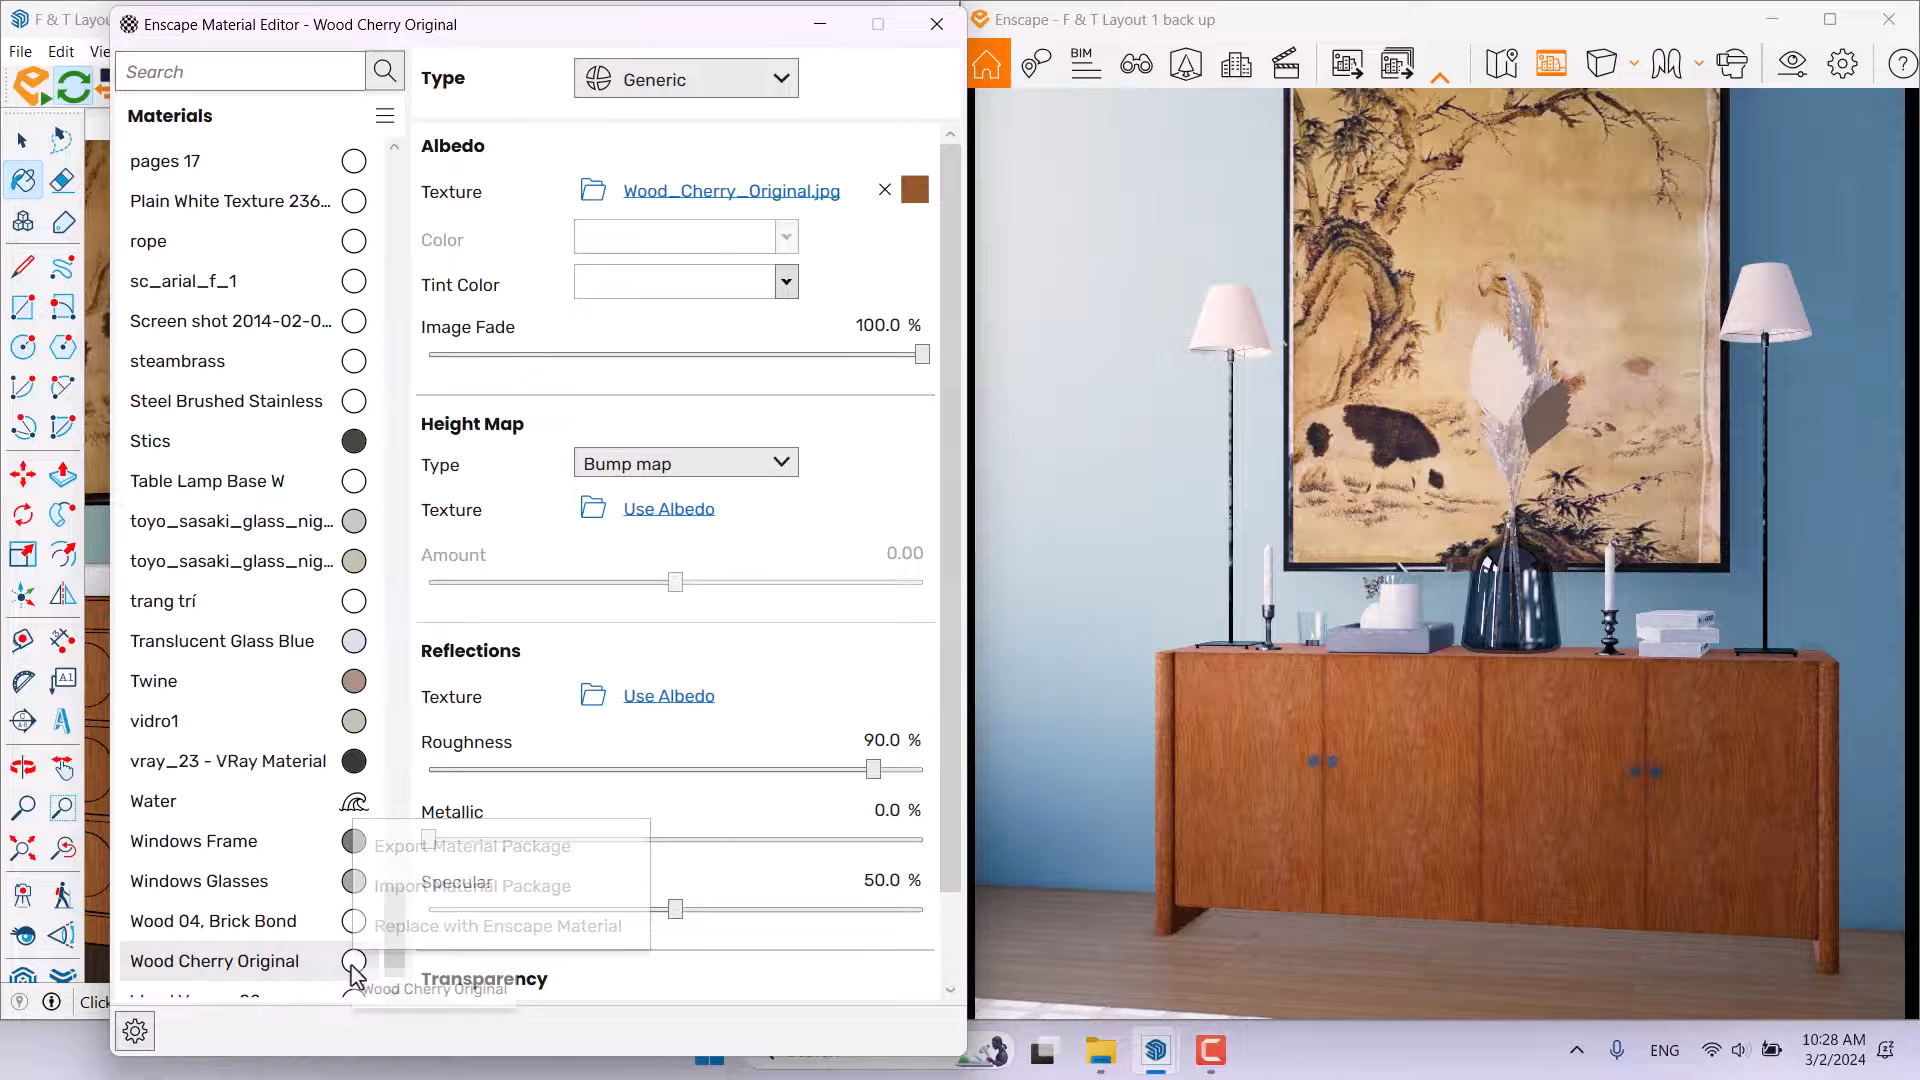 F & T Layou
Enscape Material Editor - Wood Cherry Original
Enscape - F & T Layout 1 back up
File Edit Vie
Search
Type
Generic
BIM
Materials
Albedo
pages 17
Texture
Wood_Cherry_Original.jpg
Plain White Texture 236...
rope
Color
sc_arial_f_1
Tint Color
Screen shot 2014-02-0...
Image Fade
100.0 %
steambrass
Steel Brushed Stainless
Height Map
Stics
Type
Bump map
Table Lamp Base W
Texture
Use Albedo
toyo_sasaki_glass_nig...
Amount
0.00
toyo_sasaki_glass_nig...
trang trí
Translucent Glass Blue
Reflections
Twine
Texture
Use Albedo
vidro1
Roughness
90.0 %
vray_23 - VRay Material
Water
Metallic
0.0 %
Windows Frame
Export Material Package
Windows Glasses
Specular
Import Material Package
50.0 %
Wood 04, Brick Bond
Replace with Enscape Material
Wood Cherry Original
Transparency
Wood Cherry Original
Click
ENG
10:28 AM
3/2/2024